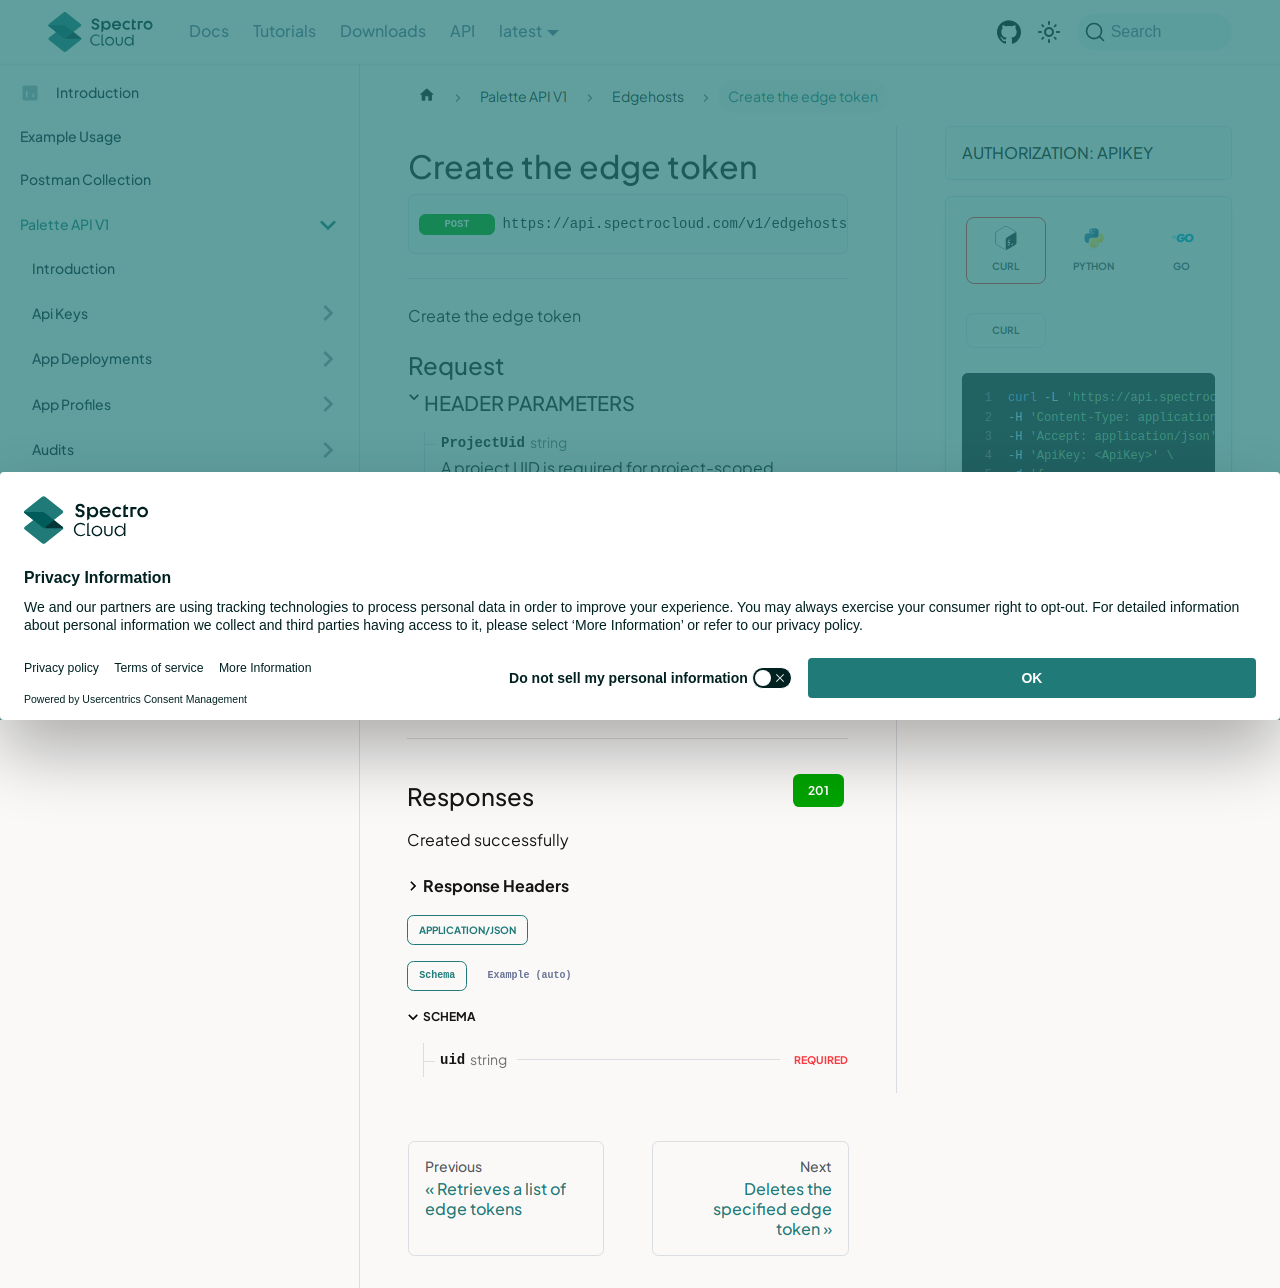 Spectro Cloud
Docs Tutorials Downloads API latest
Search
Introduction
Example Usage
Postman Collection
Palette API V1
Introduction
Api Keys
App Deployments
App Profiles
Audits
Palette API V1 Edgehosts Create the edge token
Create the edge token
POST https://api.spectrocloud.com/v1/edgehosts
Create the edge token
Request
HEADER PARAMETERS
ProjectUid string
A project UID is required for project-scoped
AUTHORIZATION: APIKEY
CURL PYTHON GO
CURL
1 curl -L 'https://api.spectroc
2 -H 'Content-Type: application
3 -H 'Accept: application/json'
4 -H 'ApiKey: <ApiKey>' \
Spectro
Cloud
Privacy Information
We and our partners are using tracking technologies to process personal data in order to improve your experience. You may always exercise your consumer right to opt-out. For detailed information
about personal information we collect and third parties having access to it, please select ‘More Information’ or refer to our privacy policy.
Privacy policy Terms of service More Information
Do not sell my personal information
OK
Powered by Usercentrics Consent Management
Responses
201
Created successfully
Response Headers
APPLICATION/JSON
Schema Example (auto)
SCHEMA
uid string REQUIRED
Previous
« Retrieves a list of
edge tokens
Next
Deletes the
specified edge
token »